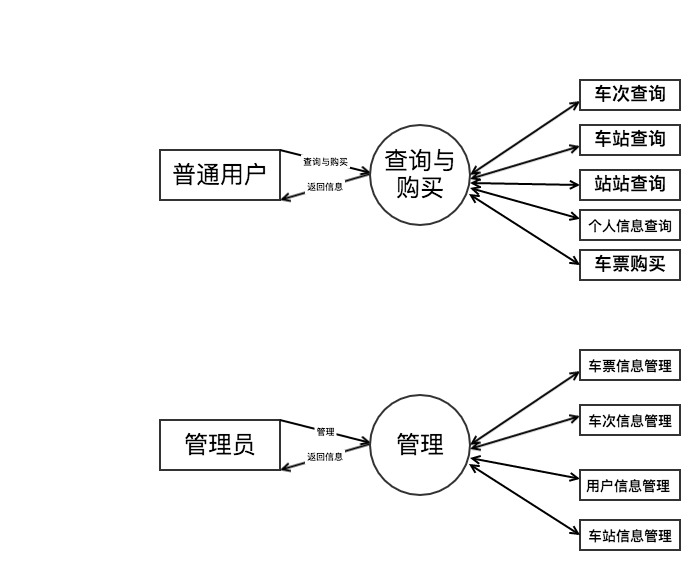 车次查询
车站查询
站站查询
个人信息查询
车票购买
普通用户
查询与购买
返回信息
查询与
购买
车票信息管理
车次信息管理
用户信息管理
车站信息管理
管理员
管理
返回信息
管理